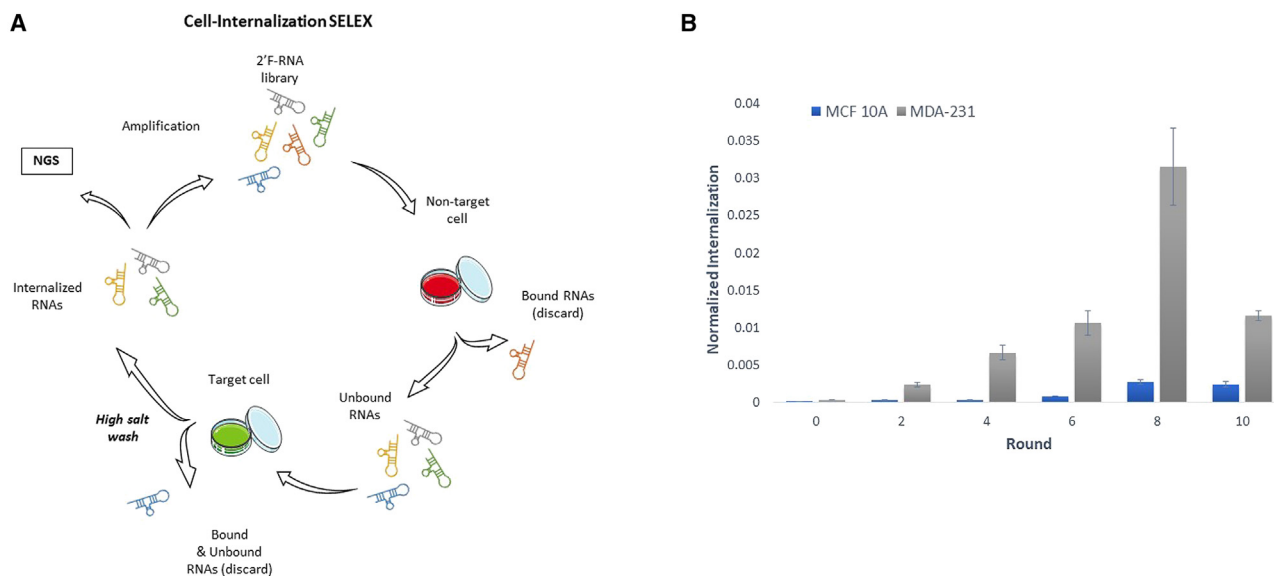 A
Cell-Internalization SELEX
2'F-RNA
library
Amplification
NGS
Non-target
cell
Internalized
RNAs
Bound RNAs
(discard)
Target cell
Unbound
RNAs
High salt
wash
Bound
& Unbound
RNAs (discard)
B
MCF 10A
MDA-231
Normalized Internalization
0.04
0.035
0.03
0.025
0.02
0.015
0.01
0.005
0
0 2 4 6 8 10
Round